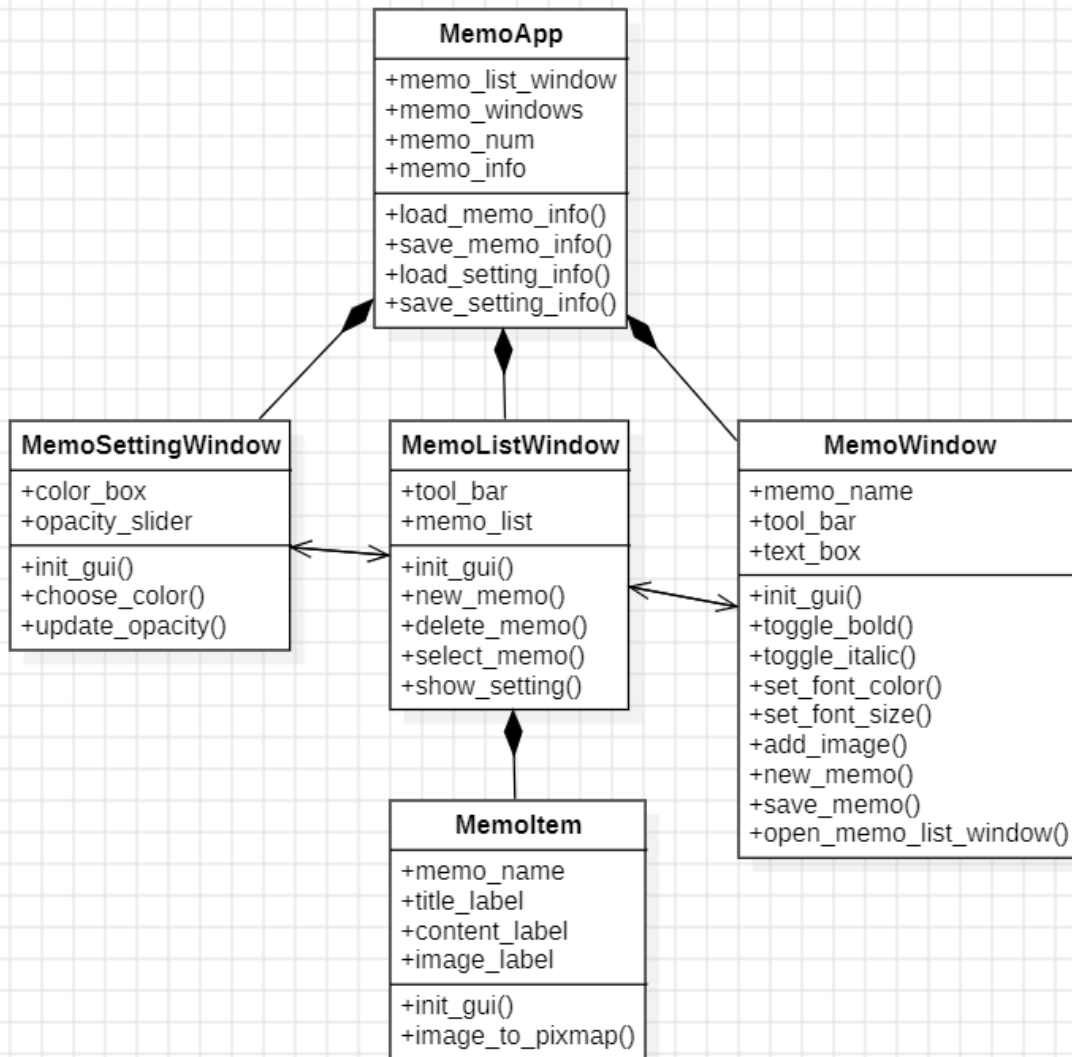 MemoApp
+memo_list_window
+memo_windows
+memo_num
+memo_info
+load_memo_info()
+save_memo_info()
+load_setting_info()
+save_setting_info()
MemoSettingWindow
+color_box
+opacity_slider
+init_gui()
+choose_color()
+update_opacity()
MemoListWindow
+tool_bar
+memo_list
+init_gui()
+new_memo()
+delete_memo()
+select_memo()
+show_setting()
MemoWindow
+memo_name
+tool_bar
+text_box
+init_gui()
+toggle_bold()
+toggle_italic()
+set_font_color()
+set_font_size()
+add_image()
+new_memo()
+save_memo()
+open_memo_list_window()
MemoItem
+memo_name
+title_label
+content_label
+image_label
+init_gui()
+image_to_pixmap()